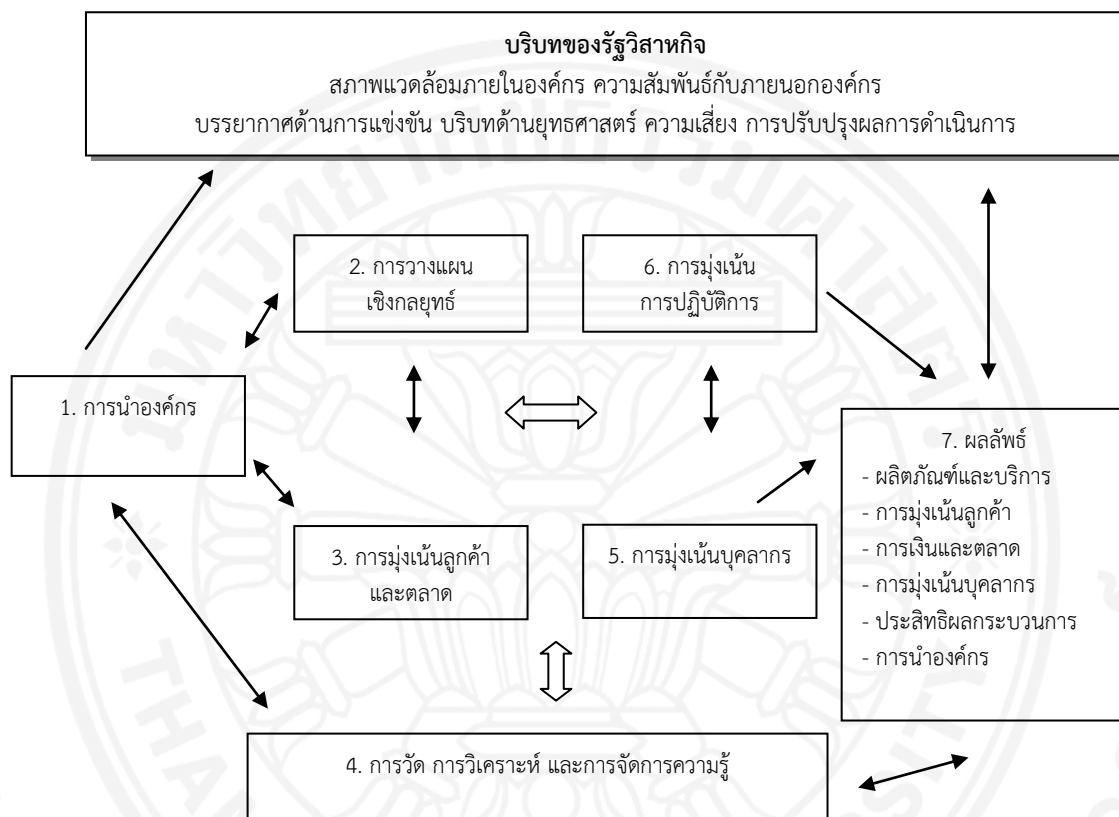 บริบทของรัฐวิสาหกิจ
สภาพแวดล้อมภายในองค์กร ความสัมพันธ์กับภายนอกองค์กร
บรรยากาศด้านการแข่งขัน บริบทด้านยุทธศาสตร์ ความเสี่ยง การปรับปรุงผลการดำเนินการ
2. การวางแผน
เชิงกลยุทธ์
6. การมุ่งเน้น
การปฏิบัติการ
1. การนำองค์กร
7. ผลลัพธ์
- ผลิตภัณฑ์และบริการ
- การมุ่งเน้นลูกค้า
- การเงินและตลาด
- การมุ่งเน้นบุคลากร
- ประสิทธิผลกระบวนการ
- การนำองค์กร
3. การมุ่งเน้นลูกค้า
และตลาด
5. การมุ่งเน้นบุคลากร
4. การวัด การวิเคราะห์ และการจัดการความรู้